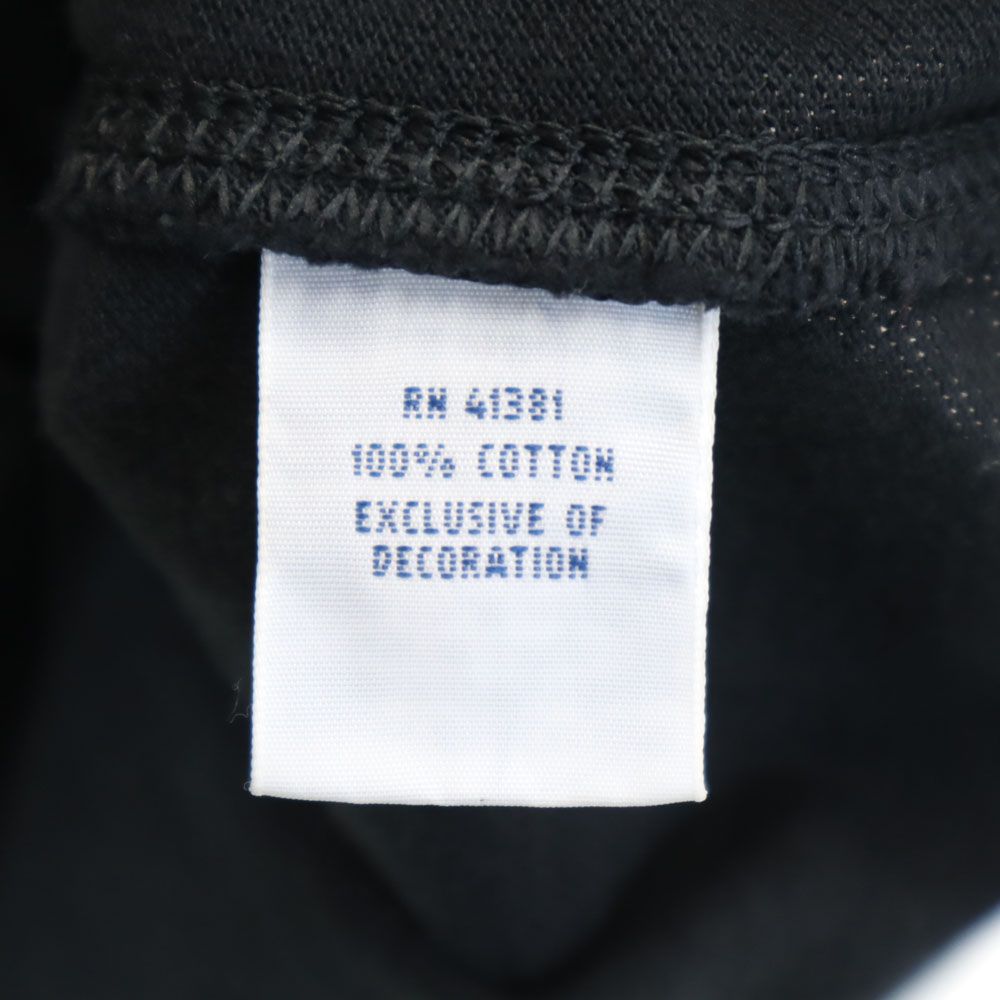 RN 41381
100% COTTON
EXCLUSIVE OF
DECORATION